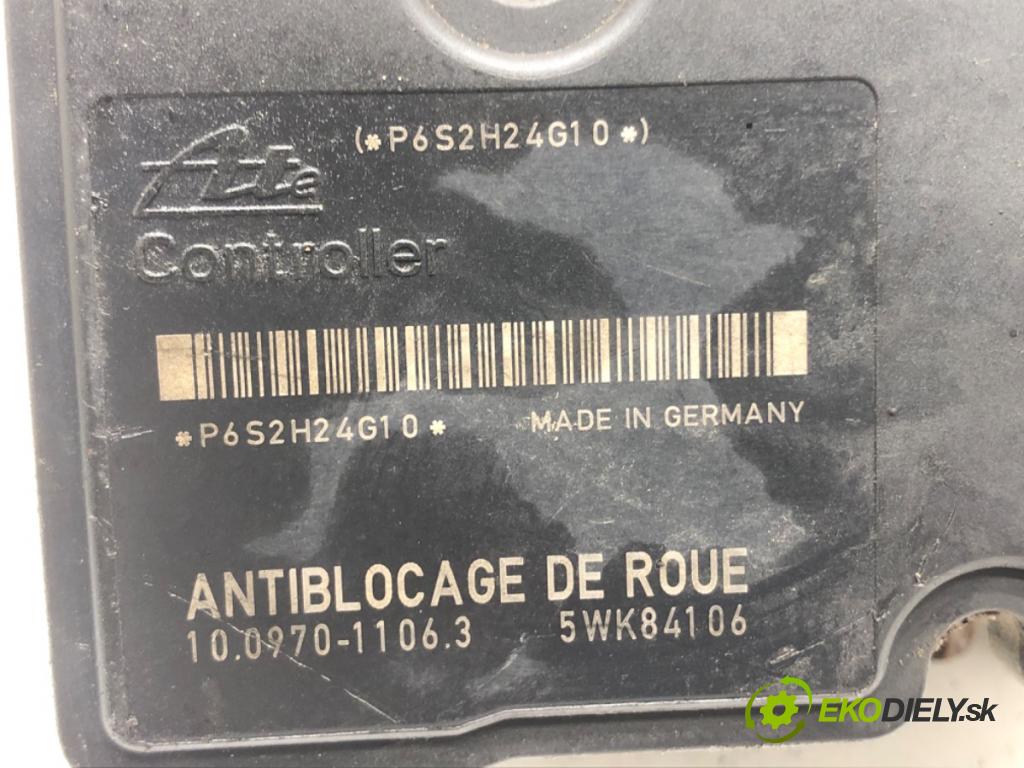 (*P6S2H24G10*)
Ate
Controller
*P6S2H24G10* MADE IN GERMANY
ANTIBLOCAGE DE ROUE
10.0970-1106.3 5WK84106
EKODIELY.sk